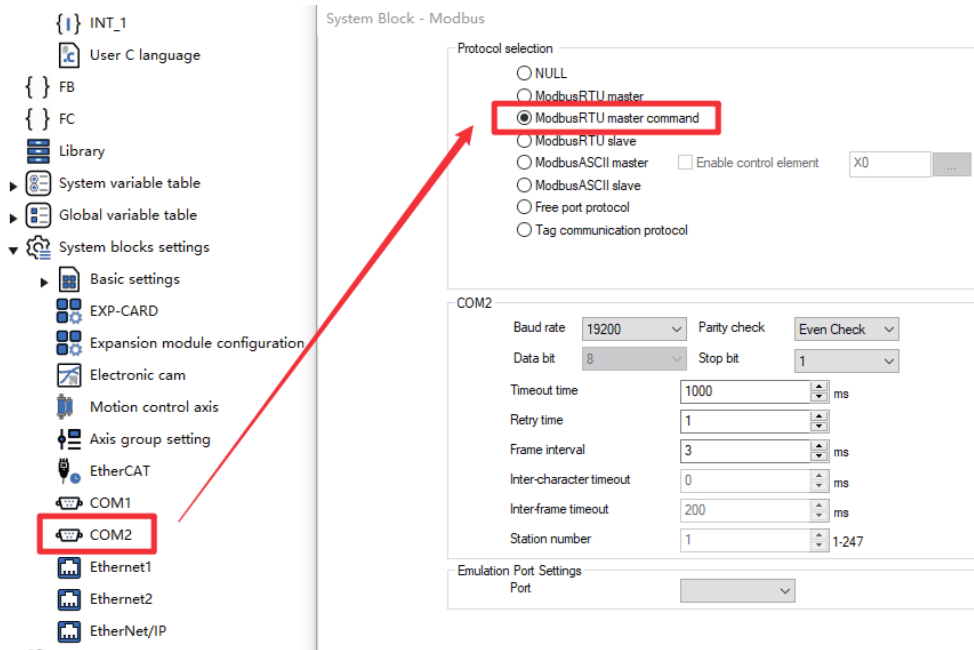 INT_1
User C language
FB
FC
Library
System variable table
Global variable table
System blocks settings
Basic settings
EXP-CARD
Expansion module configuration
Electronic cam
Motion control axis
Axis group setting
EtherCAT
COM1
COM2
Ethernet1
Ethernet2
EtherNet/IP
System Block - Modbus
Protocol selection
NULL
ModbusRTU master
ModbusRTU master command
ModbusRTU slave
ModbusASCII master Enable control element X0 ...
ModbusASCII slave
Free port protocol
Tag communication protocol
COM2
Baud rate 19200 Parity check Even Check
Data bit 8 Stop bit 1
Timeout time 1000 ms
Retry time 1
Frame interval 3 ms
Inter-character timeout 0 ms
Inter-frame timeout 200 ms
Station number 1 1-247
Emulation Port Settings
Port